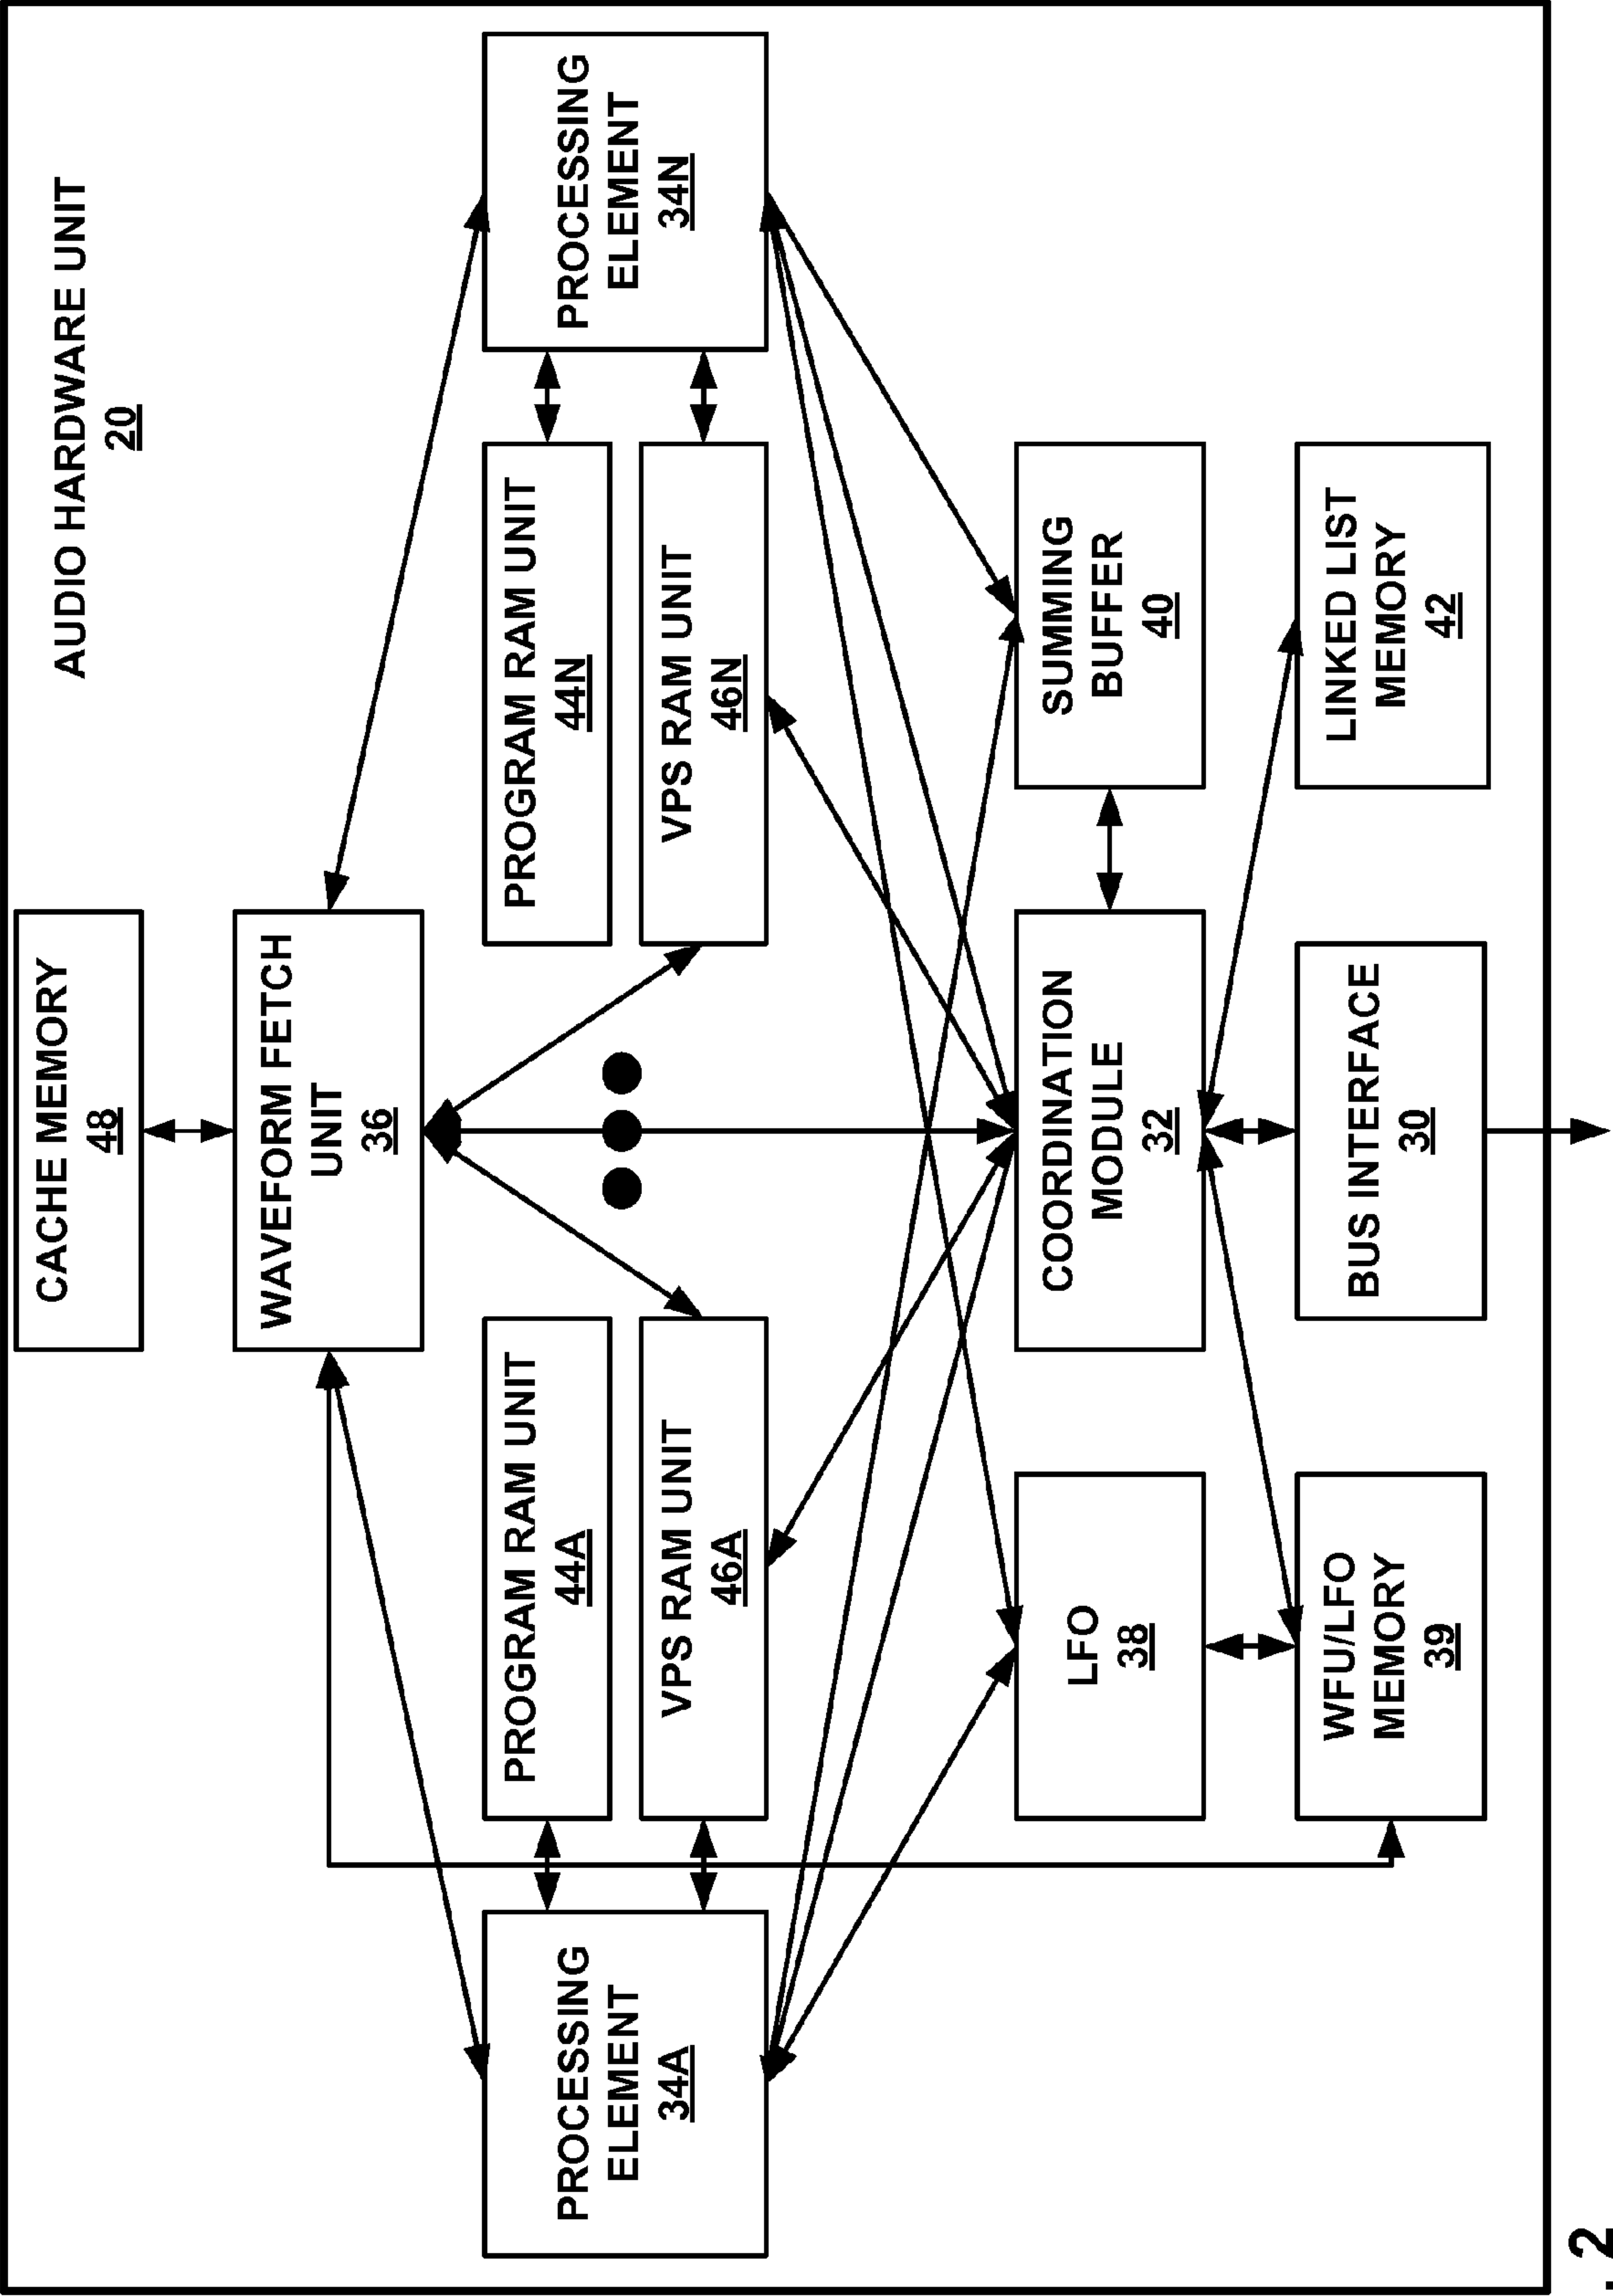 AUDIO HARDWARE UNIT
20
CACHE MEMORY
48
WAVEFORM FETCH
UNIT
36
PROCESSING
ELEMENT
34A
PROGRAM RAM UNIT
44A
VPS RAM UNIT
46A
PROGRAM RAM UNIT
44N
VPS RAM UNIT
46N
PROCESSING
ELEMENT
34N
LFO
38
COORDINATION
MODULE
32
SUMMING
BUFFER
40
WFU/LFO
MEMORY
39
BUS INTERFACE
30
LINKED LIST
MEMORY
42
. 2